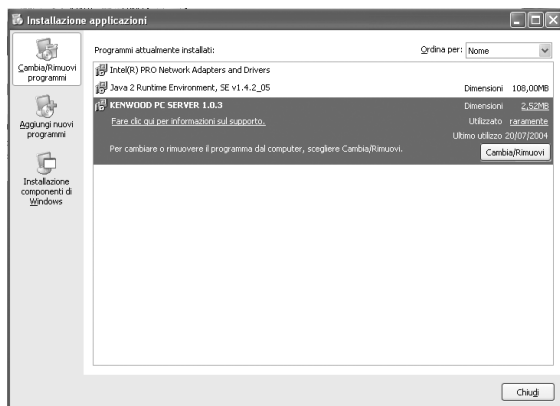 Installazione applicazioni
Cambia/Rimuovi programmi
Programmi attualmente installati:
Ordina per: Nome
Intel(R) PRO Network Adapters and Drivers
Java 2 Runtime Environment, SE v1.4.2_05
Dimensioni 108,00MB
KENWOOD PC SERVER 1.0.3
Dimensioni 2,52MB
Fare clic qui per informazioni sul supporto.
Utilizzato raramente
Ultimo utilizzo 20/07/2004
Per cambiare o rimuovere il programma dal computer, scegliere Cambia/Rimuovi.
Cambia/Rimuovi
Aggiungi nuovi programmi
Installazione componenti di Windows
Chiudi